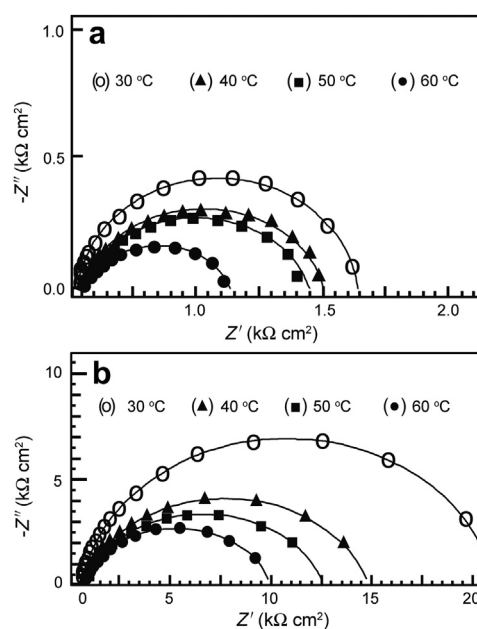 a
1.0
(o) 30 °C (▲) 40 °C (■) 50 °C (●) 60 °C
0.5
-Z″ (kΩ cm²)
0.0
1.0 1.5 2.0
Z′ (kΩ cm²)
b
10
(o) 30 °C (▲) 40 °C (■) 50 °C (●) 60 °C
5
-Z″ (kΩ cm²)
0
0 5 10 15 20
Z′ (kΩ cm²)